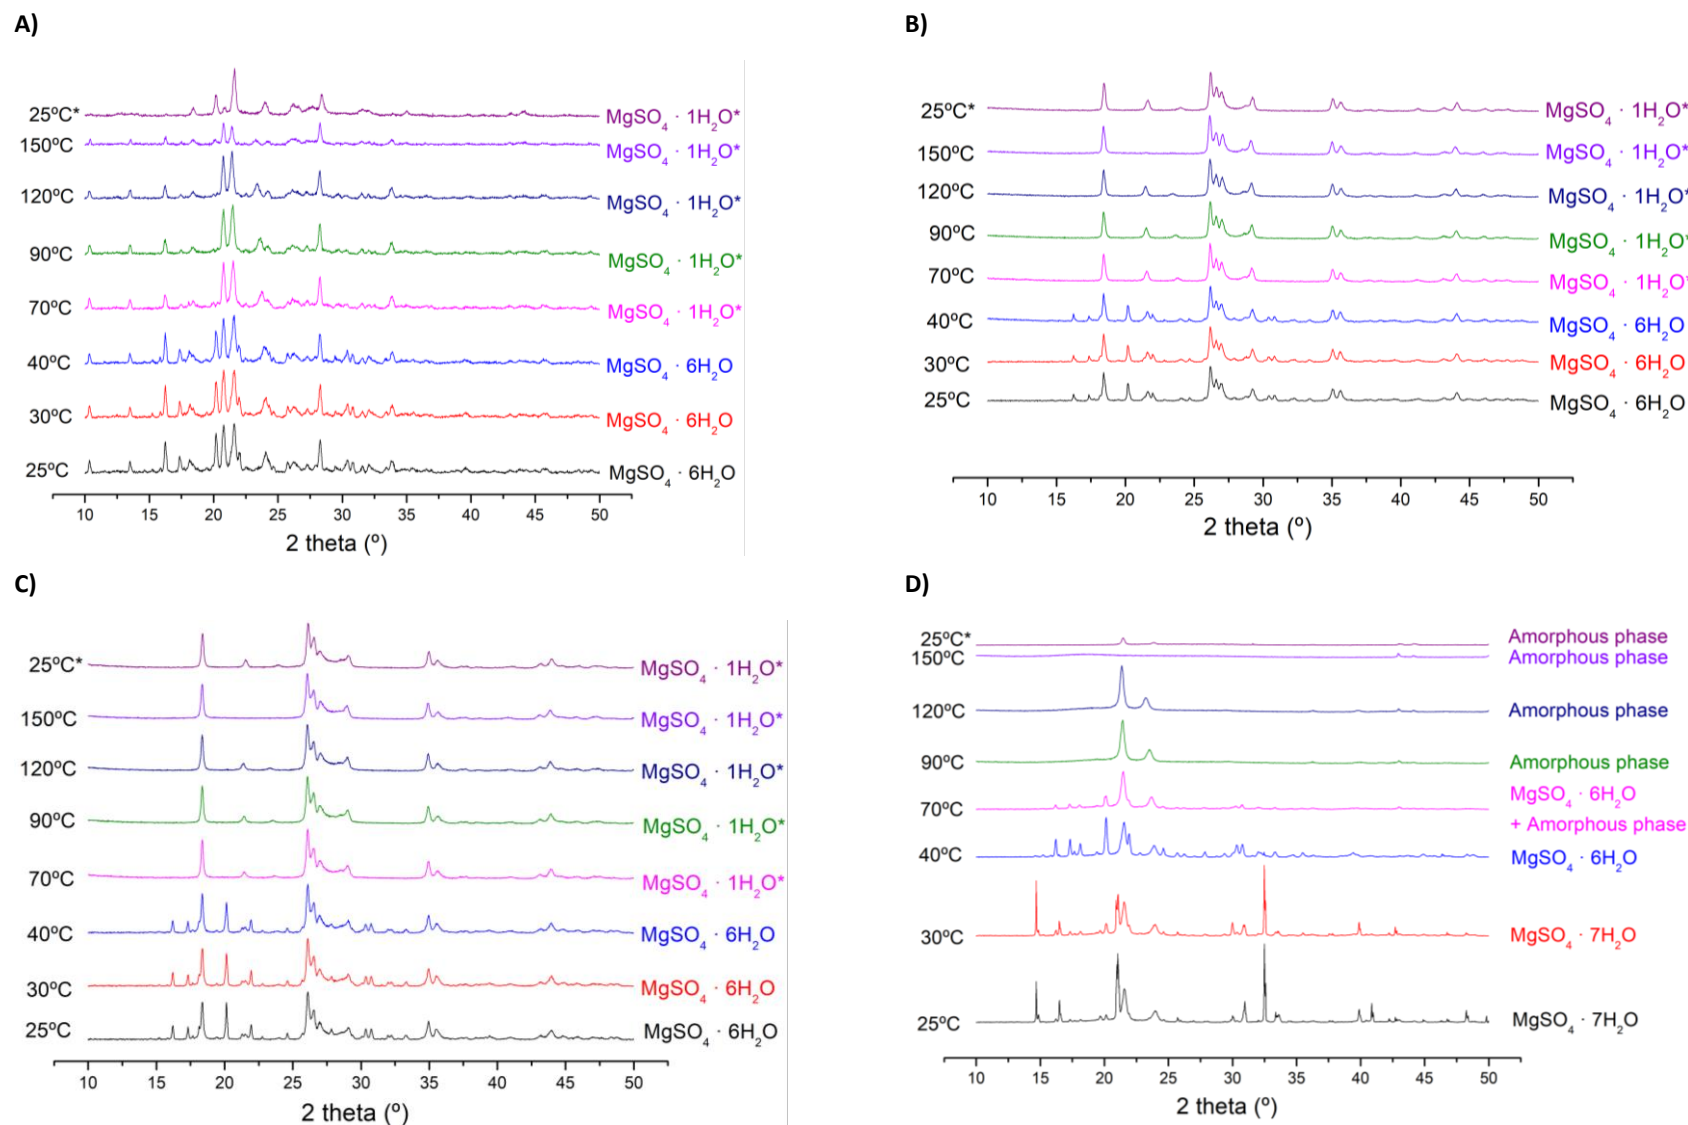 A)
25ºC*
MgSO4 · 1H2O*
150ºC
MgSO4 · 1H2O*
120ºC
MgSO4 · 1H2O*
90ºC
MgSO4 · 1H2O*
70ºC
MgSO4 · 1H2O*
40ºC
MgSO4 · 6H2O
30ºC
MgSO4 · 6H2O
25ºC
MgSO4 · 6H2O
10 15 20 25 30 35 40 45 50
2 theta (º)
B)
25ºC*
MgSO4 · 1H2O*
150ºC
MgSO4 · 1H2O*
120ºC
MgSO4 · 1H2O*
90ºC
MgSO4 · 1H2O*
70ºC
MgSO4 · 1H2O*
40ºC
MgSO4 · 6H2O
30ºC
MgSO4 · 6H2O
25ºC
MgSO4 · 6H2O
10 15 20 25 30 35 40 45 50
2 theta (º)
C)
25ºC*
MgSO4 · 1H2O*
150ºC
MgSO4 · 1H2O*
120ºC
MgSO4 · 1H2O*
90ºC
MgSO4 · 1H2O*
70ºC
MgSO4 · 1H2O*
40ºC
MgSO4 · 6H2O
30ºC
MgSO4 · 6H2O
25ºC
MgSO4 · 6H2O
10 15 20 25 30 35 40 45 50
2 theta (º)
D)
25ºC*
Amorphous phase
150ºC
Amorphous phase
120ºC
Amorphous phase
90ºC
Amorphous phase
70ºC
MgSO4 · 6H2O
+ Amorphous phase
40ºC
MgSO4 · 6H2O
30ºC
MgSO4 · 7H2O
25ºC
MgSO4 · 7H2O
10 15 20 25 30 35 40 45 50
2 theta (º)